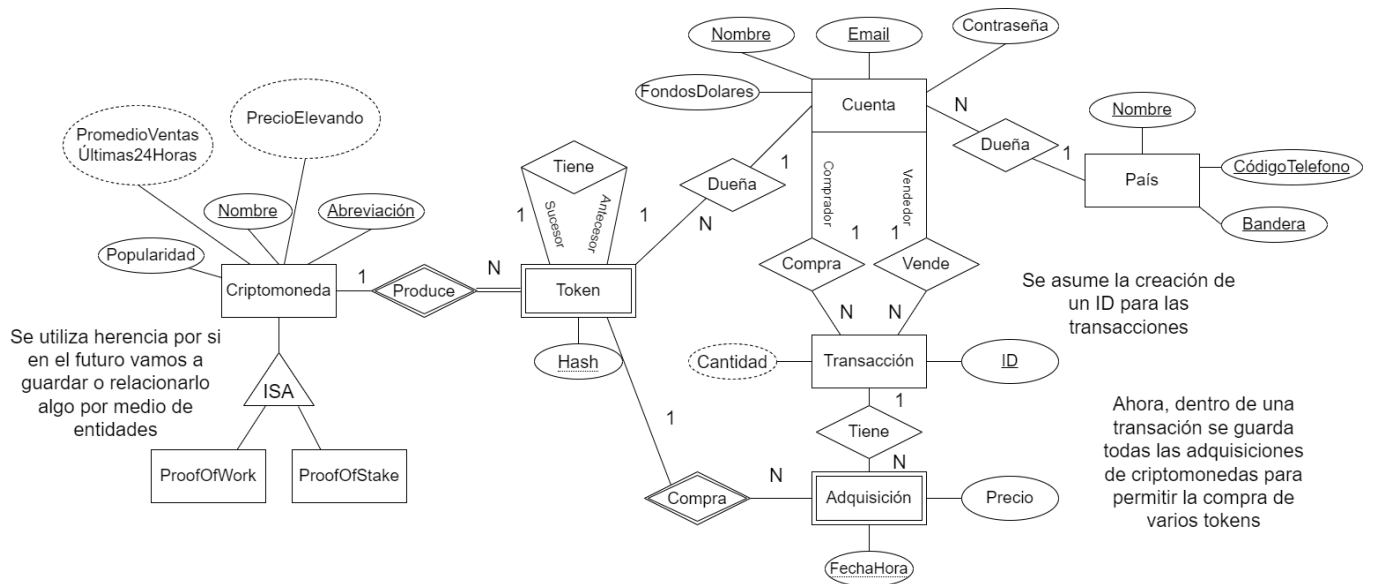 Nombre
Email
Contraseña
FondosDolares
Cuenta
N
Dueña
1
Nombre
CódigoTelefono
País
Bandera
PromedioVentas
Últimas24Horas
PrecioElevando
Nombre
Abreviación
Popularidad
Criptomoneda
1
Produce
N
Token
Tiene
1
Sucesor
Antecesor
1
Hash
Dueña
1
N
Comprador
Vendedor
1
1
Compra
Vende
N
N
Cantidad
Transacción
ID
1
Tiene
N
1
Compra
N
Adquisición
Precio
FechaHora
ISA
ProofOfWork
ProofOfStake
Se utiliza herencia por si
en el futuro vamos a
guardar o relacionarlo
algo por medio de
entidades
Se asume la creación de
un ID para las
transacciones
Ahora, dentro de una
transación se guarda
todas las adquisiciones
de criptomonedas para
permitir la compra de
varios tokens